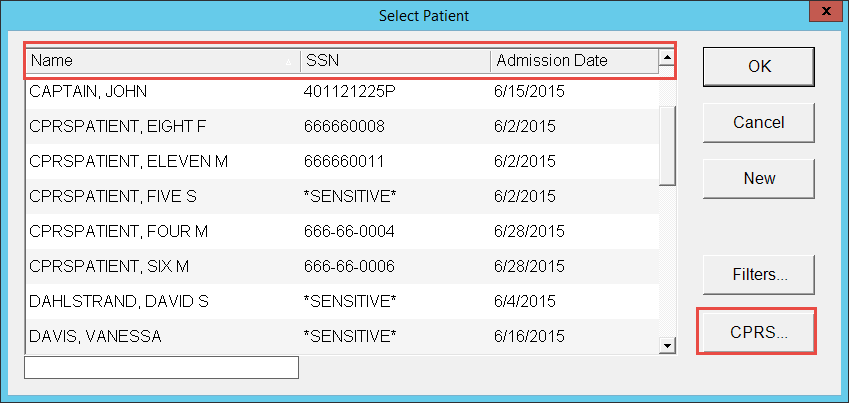 Select Patient
x
Name SSN Admission Date
CAPTAIN, JOHN 401121225P 6/15/2015
CPRSPATIENT, EIGHT F 666660008 6/2/2015
CPRSPATIENT, ELEVEN M 666660011 6/2/2015
CPRSPATIENT, FIVE S *SENSITIVE* 6/2/2015
CPRSPATIENT, FOUR M 666-66-0004 6/28/2015
CPRSPATIENT, SIX M 666-66-0006 6/28/2015
DAHLSTRAND, DAVID S *SENSITIVE* 6/4/2015
DAVIS, VANESSA *SENSITIVE* 6/16/2015
OK
Cancel
New
Filters...
CPRS...